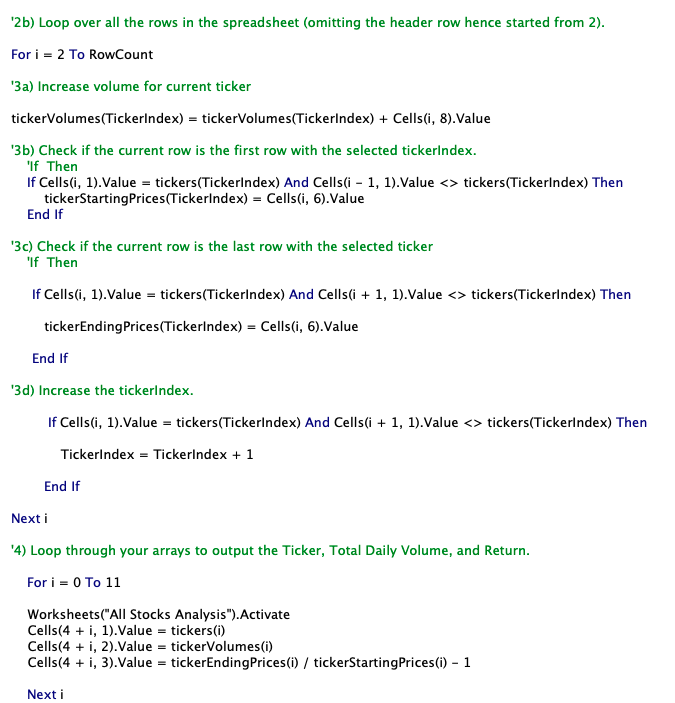 '2b) Loop over all the rows in the spreadsheet (omitting the header row hence started from 2).
For i = 2 To RowCount
'3a) Increase volume for current ticker
tickerVolumes(TickerIndex) = tickerVolumes(TickerIndex) + Cells(i, 8).Value
'3b) Check if the current row is the first row with the selected tickerIndex.
'If  Then
If Cells(i, 1).Value = tickers(TickerIndex) And Cells(i - 1, 1).Value <> tickers(TickerIndex) Then
tickerStartingPrices(TickerIndex) = Cells(i, 6).Value
End If
'3c) Check if the current row is the last row with the selected ticker
'If  Then
If Cells(i, 1).Value = tickers(TickerIndex) And Cells(i + 1, 1).Value <> tickers(TickerIndex) Then
tickerEndingPrices(TickerIndex) = Cells(i, 6).Value
End If
'3d) Increase the tickerIndex.
If Cells(i, 1).Value = tickers(TickerIndex) And Cells(i + 1, 1).Value <> tickers(TickerIndex) Then
TickerIndex = TickerIndex + 1
End If
Next i
'4) Loop through your arrays to output the Ticker, Total Daily Volume, and Return.
For i = 0 To 11
Worksheets("All Stocks Analysis").Activate
Cells(4 + i, 1).Value = tickers(i)
Cells(4 + i, 2).Value = tickerVolumes(i)
Cells(4 + i, 3).Value = tickerEndingPrices(i) / tickerStartingPrices(i) - 1
Next i